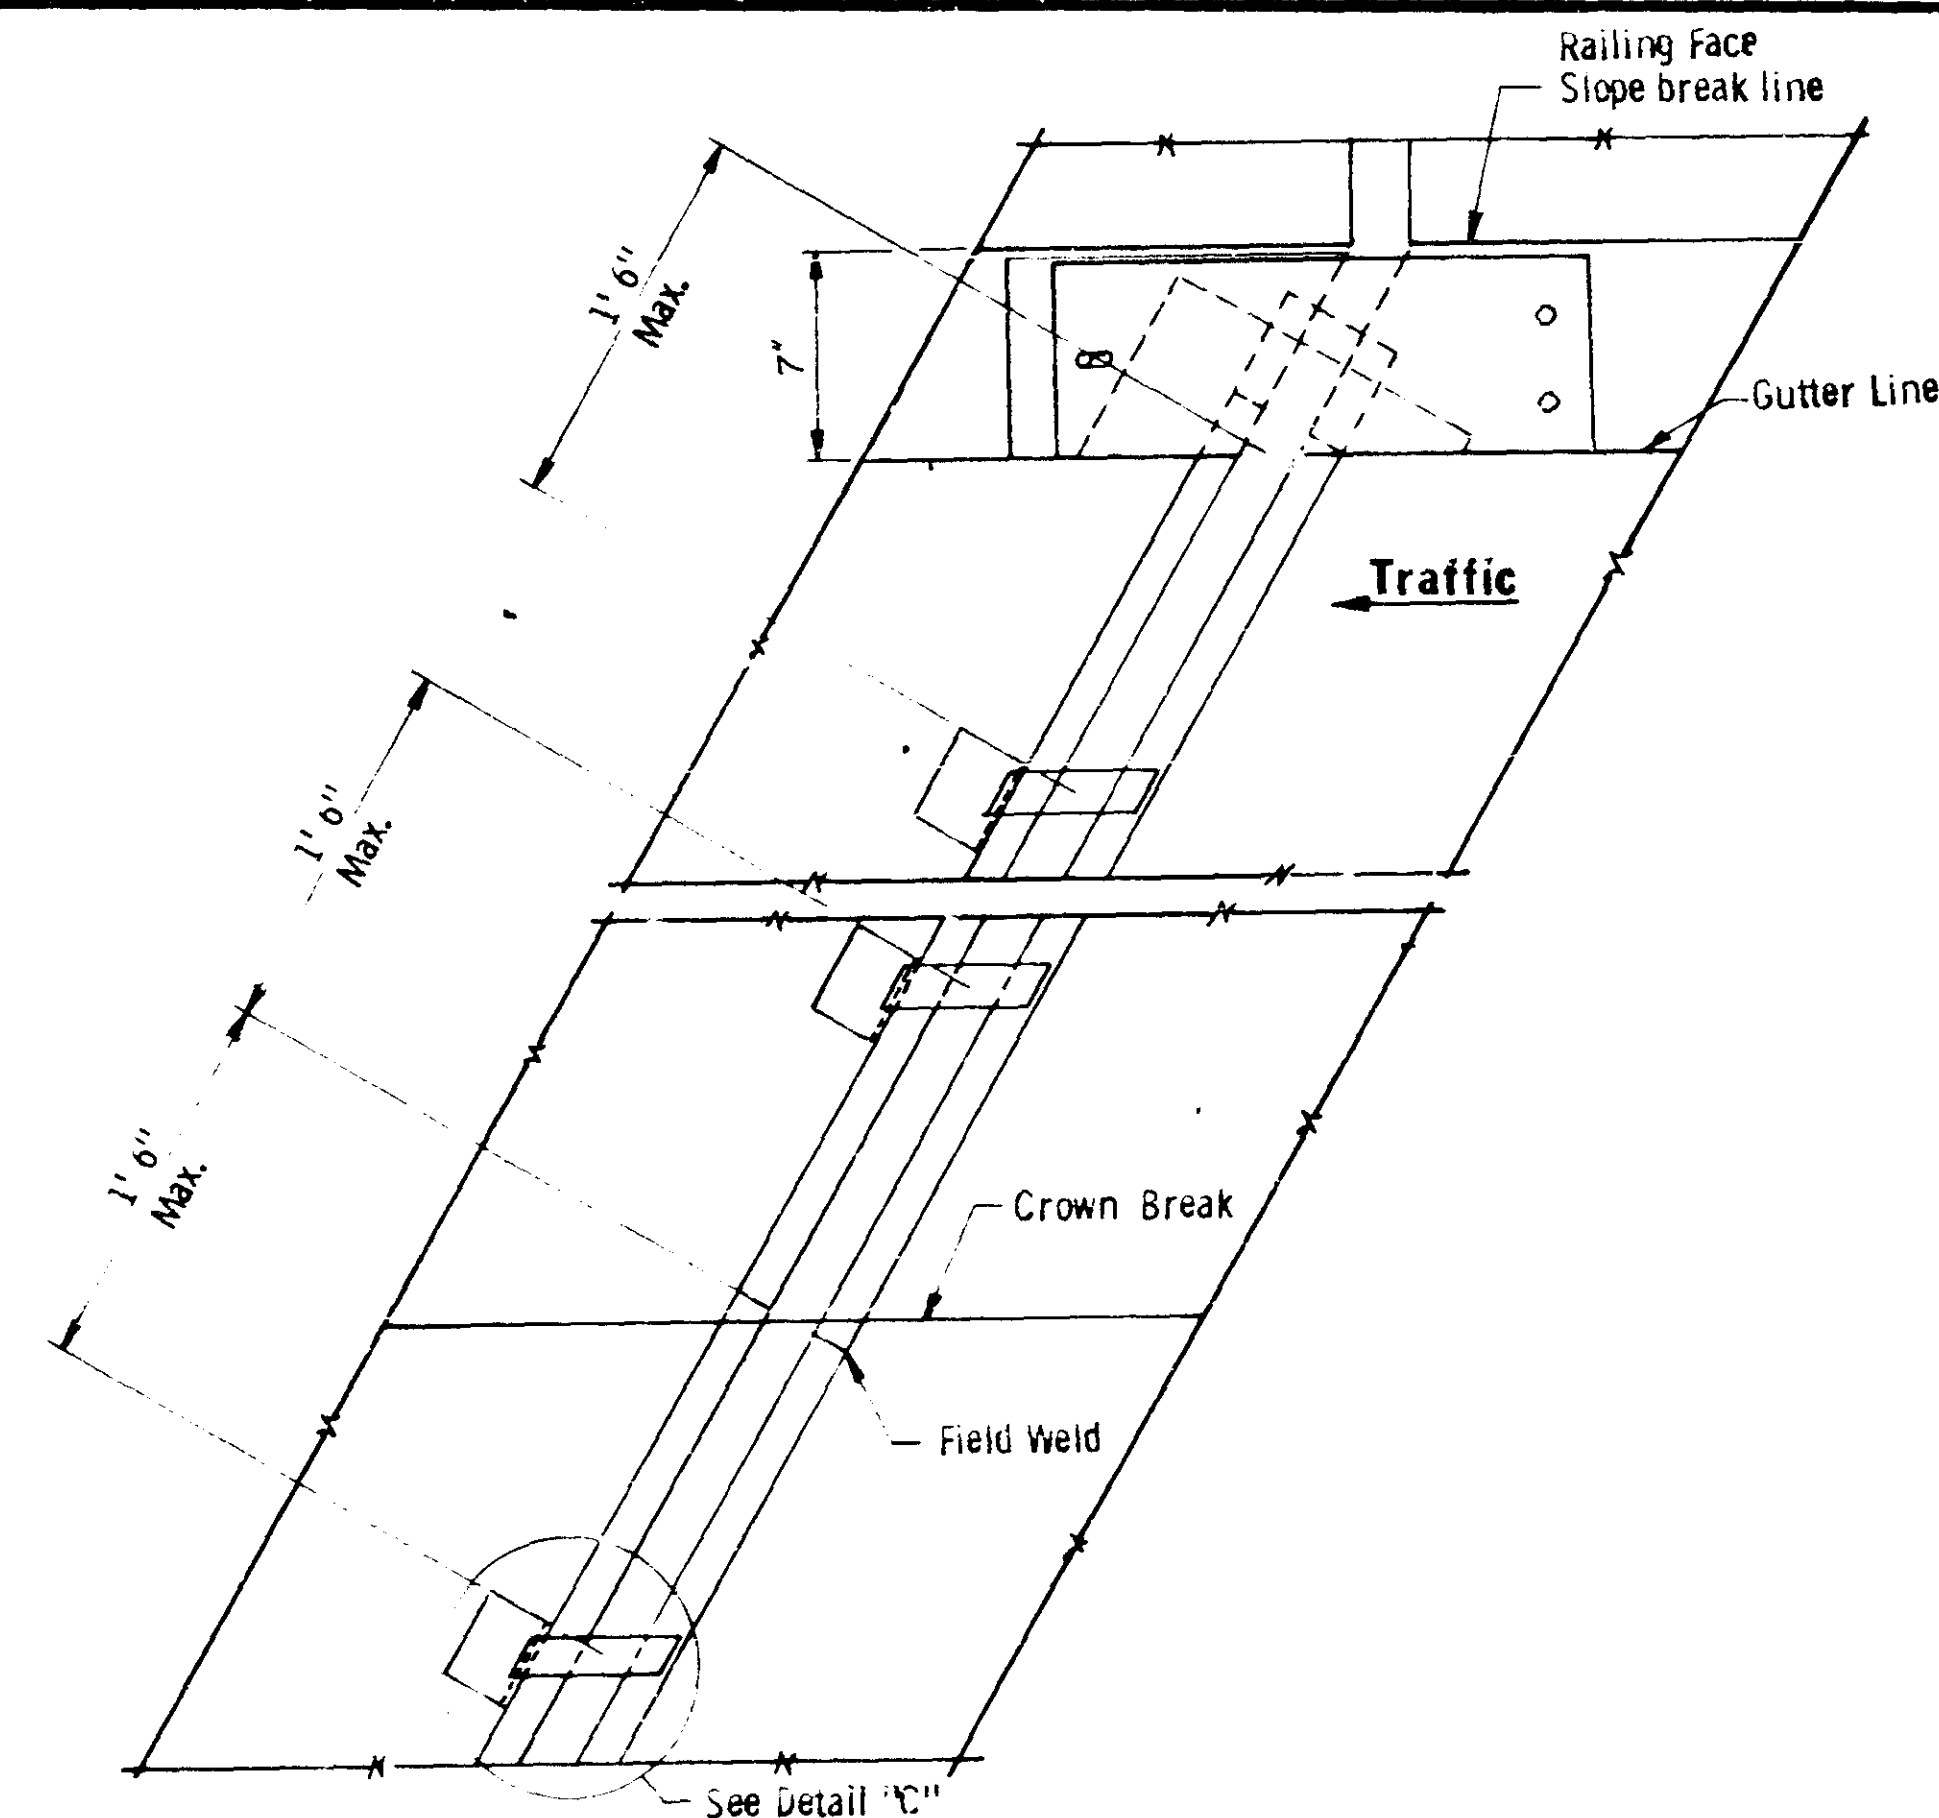 Railing Face
Slope break line
1' 6"
Max.
7"
Gutter Line
Traffic
1' 6"
Max.
1' 6"
Max.
Crown Break
Field Weld
See Detail "C"